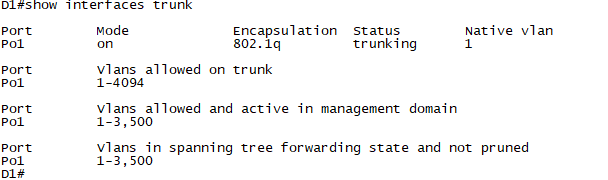 D1#show interfaces trunk
Port Mode Encapsulation Status Native vlan
Po1 on 802.1q trunking 1
Port Vlans allowed on trunk
Po1 1-4094
Port Vlans allowed and active in management domain
Po1 1-3,500
Port Vlans in spanning tree forwarding state and not pruned
Po1 1-3,500
D1#